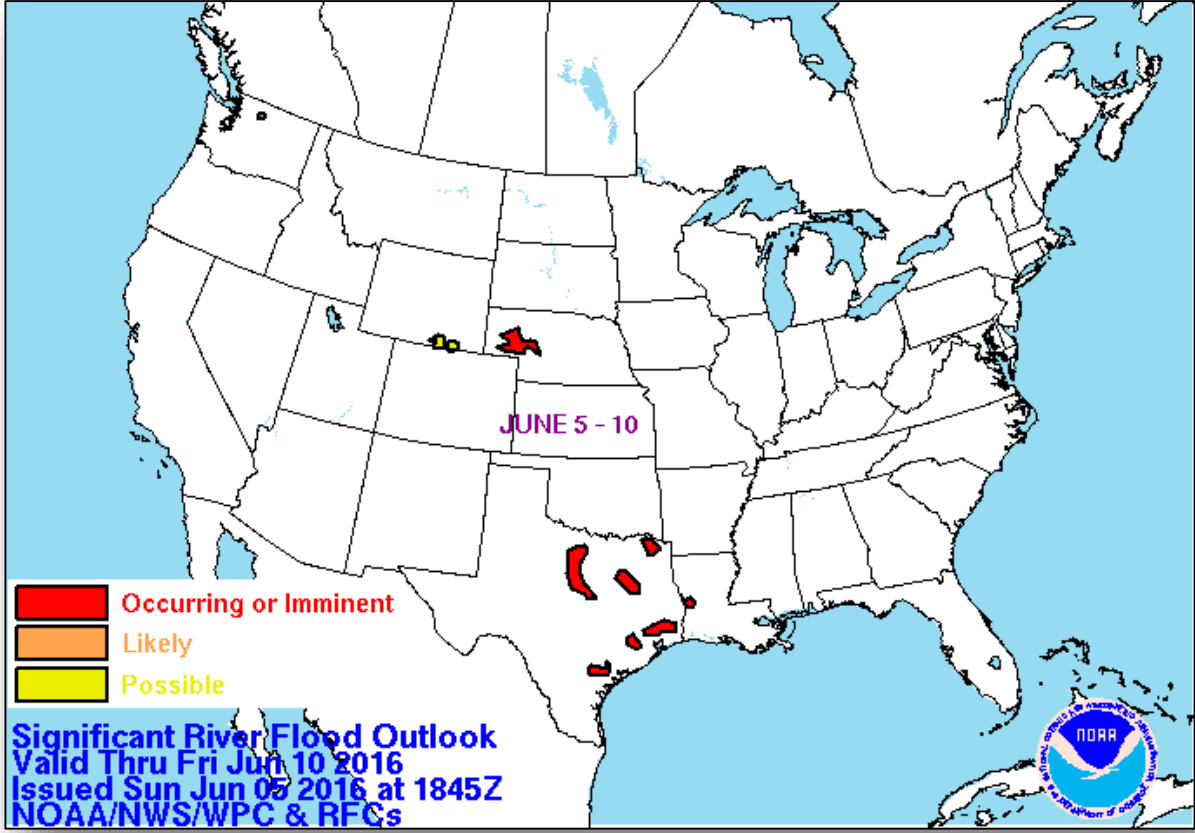 JUNE 5 - 10
Occurring or Imminent
Likely
Possible
Significant River Flood Outlook
Valid Thru Fri Jun 10 2016
Issued Sun Jun 05 2016 at 1845Z
NOAA/NWS/WPC & RFCs
NOAA